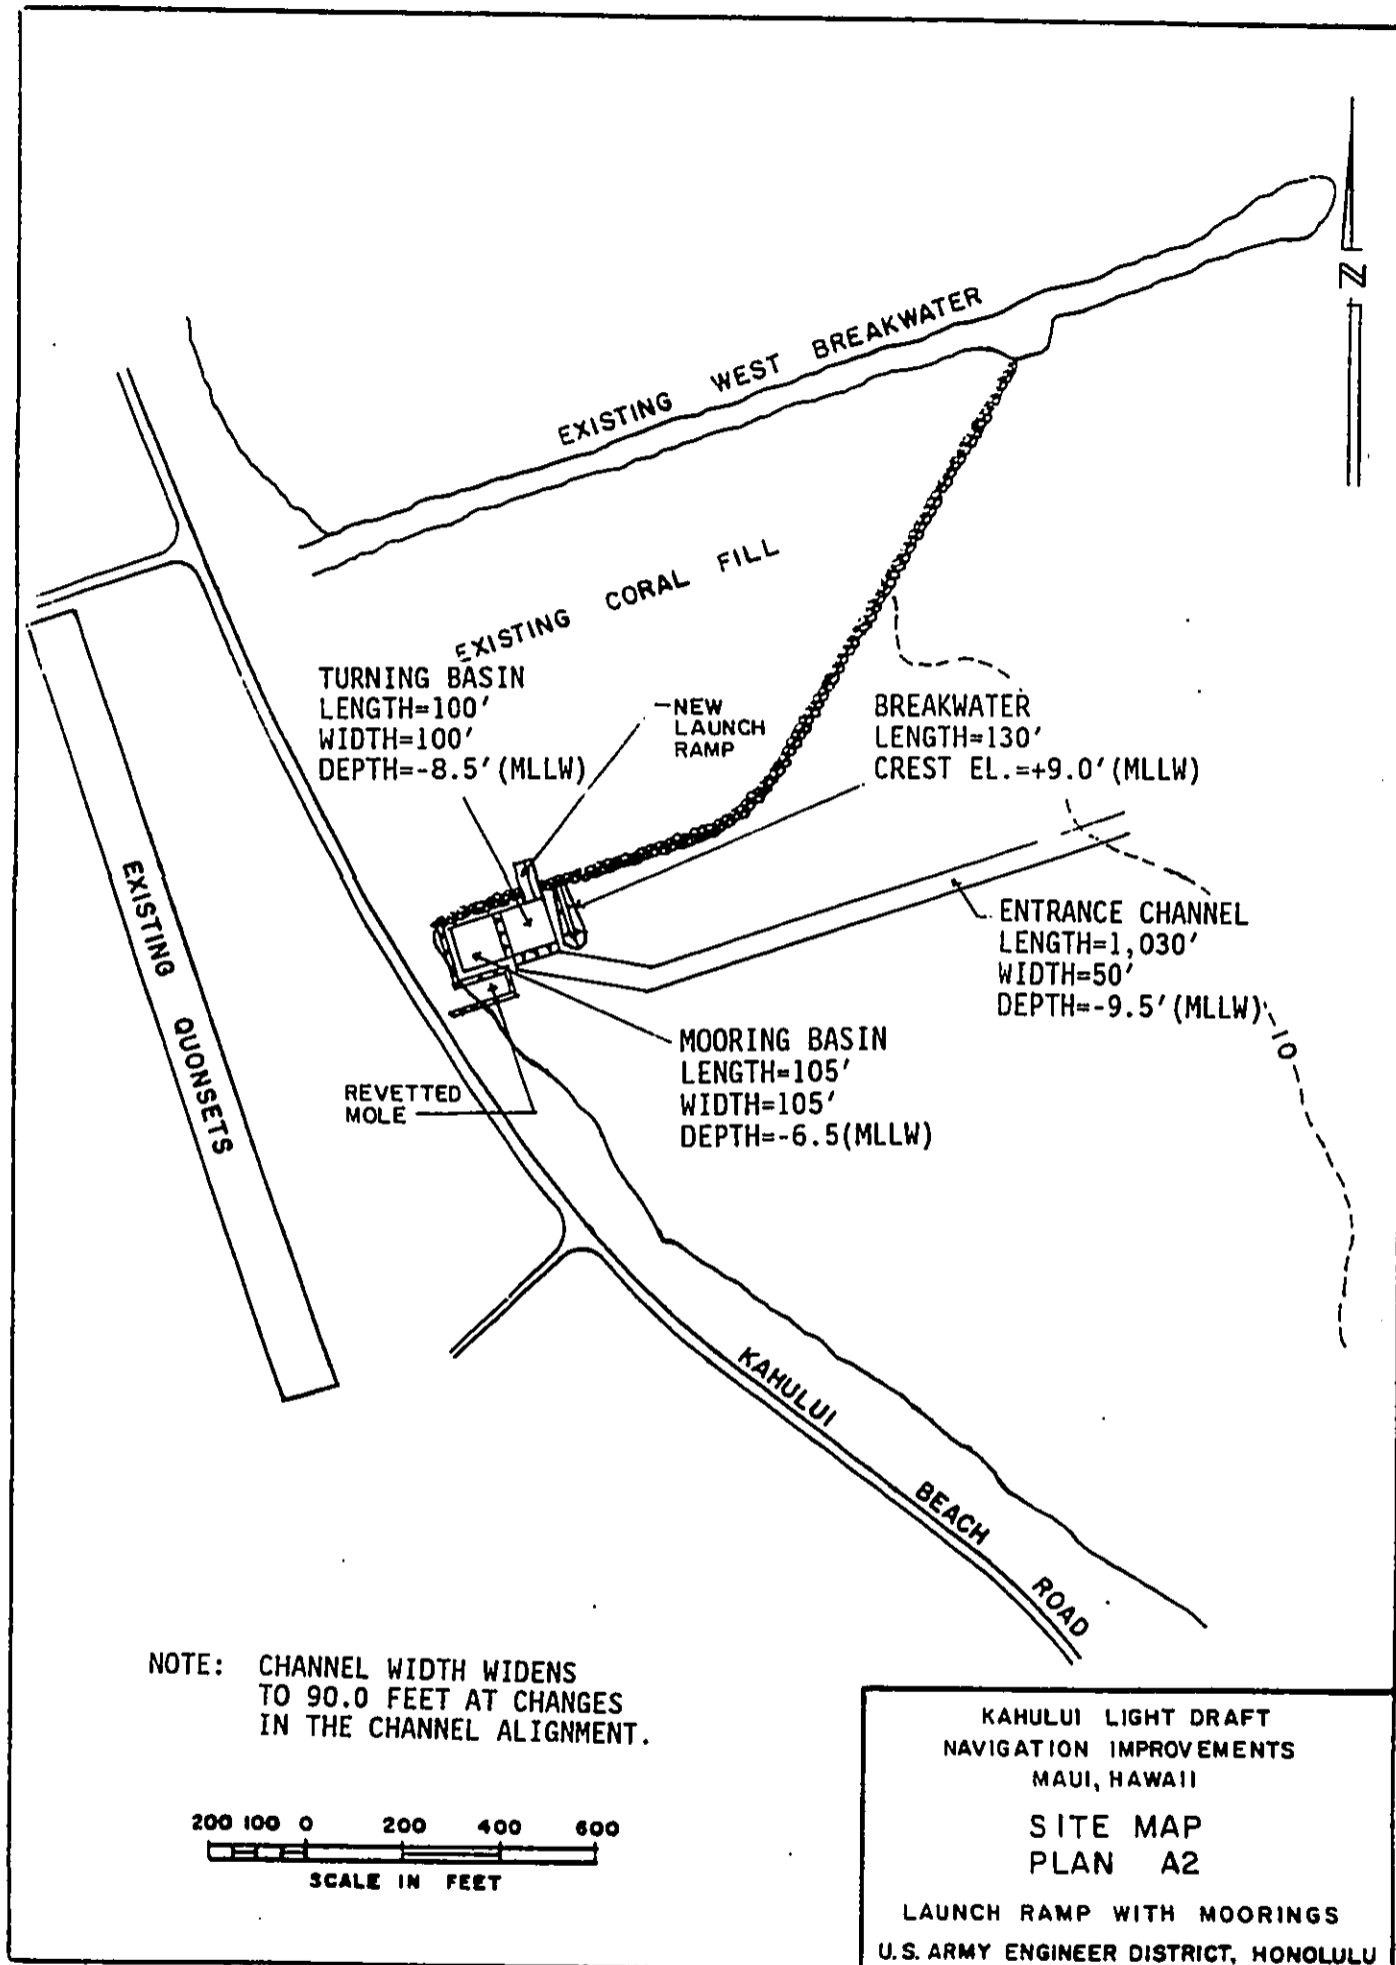 N
EXISTING WEST BREAKWATER
EXISTING CORAL FILL
TURNING BASIN
LENGTH=100'
WIDTH=100'
DEPTH=-8.5'(MLLW)
NEW
LAUNCH
RAMP
BREAKWATER
LENGTH=130'
CREST EL.=+9.0'(MLLW)
EXISTING QUONSETS
ENTRANCE CHANNEL
LENGTH=1,030'
WIDTH=50'
DEPTH=-9.5'(MLLW)
10
MOORING BASIN
LENGTH=105'
WIDTH=105'
DEPTH=-6.5(MLLW)
REVETTED
MOLE
KAHULUI BEACH ROAD
NOTE: CHANNEL WIDTH WIDENS
TO 90.0 FEET AT CHANGES
IN THE CHANNEL ALIGNMENT.
200 100 0 200 400 600
SCALE IN FEET
KAHULUI LIGHT DRAFT
NAVIGATION IMPROVEMENTS
MAUI, HAWAII
SITE MAP
PLAN A2
LAUNCH RAMP WITH MOORINGS
U.S. ARMY ENGINEER DISTRICT, HONOLULU